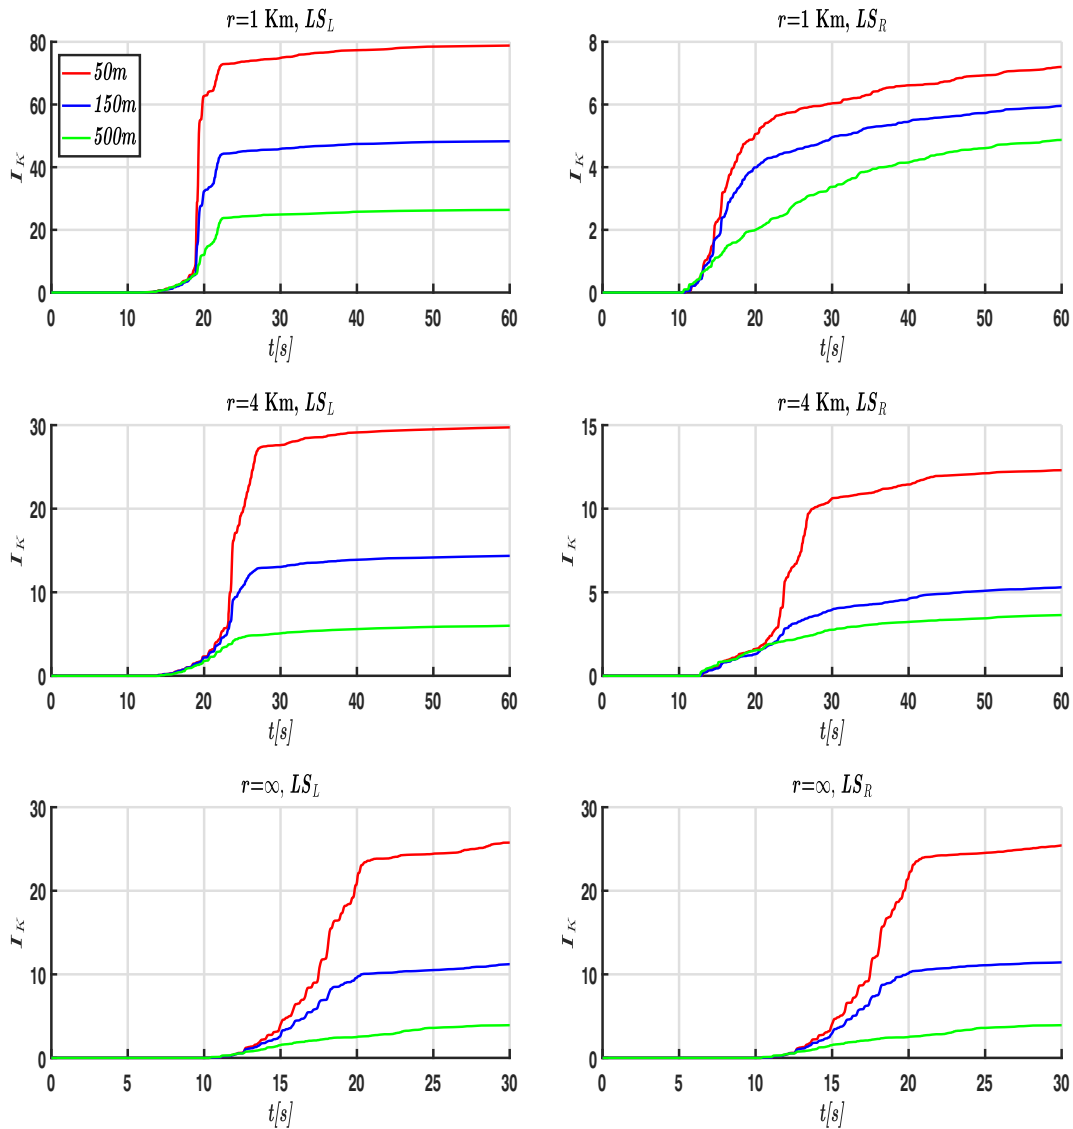 r=1 Km, LS_L
80
60
40
20
0
I_K
50m
150m
500m
0 10 20 30 40 50 60
t[s]
r=1 Km, LS_R
8
6
4
2
0
I_K
0 10 20 30 40 50 60
t[s]
r=4 Km, LS_L
30
20
10
0
I_K
0 10 20 30 40 50 60
t[s]
r=4 Km, LS_R
15
10
5
0
I_K
0 10 20 30 40 50 60
t[s]
r=∞, LS_L
30
20
10
0
I_K
0 5 10 15 20 25 30
t[s]
r=∞, LS_R
30
20
10
0
I_K
0 5 10 15 20 25 30
t[s]